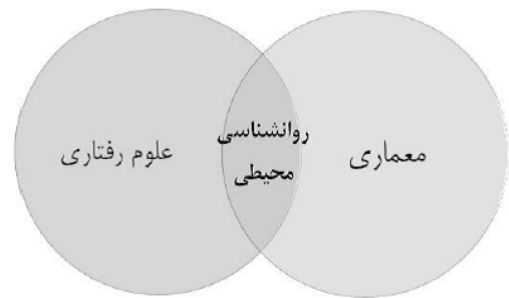 معماری
روانشناسی
محیطی
علوم رفتاری